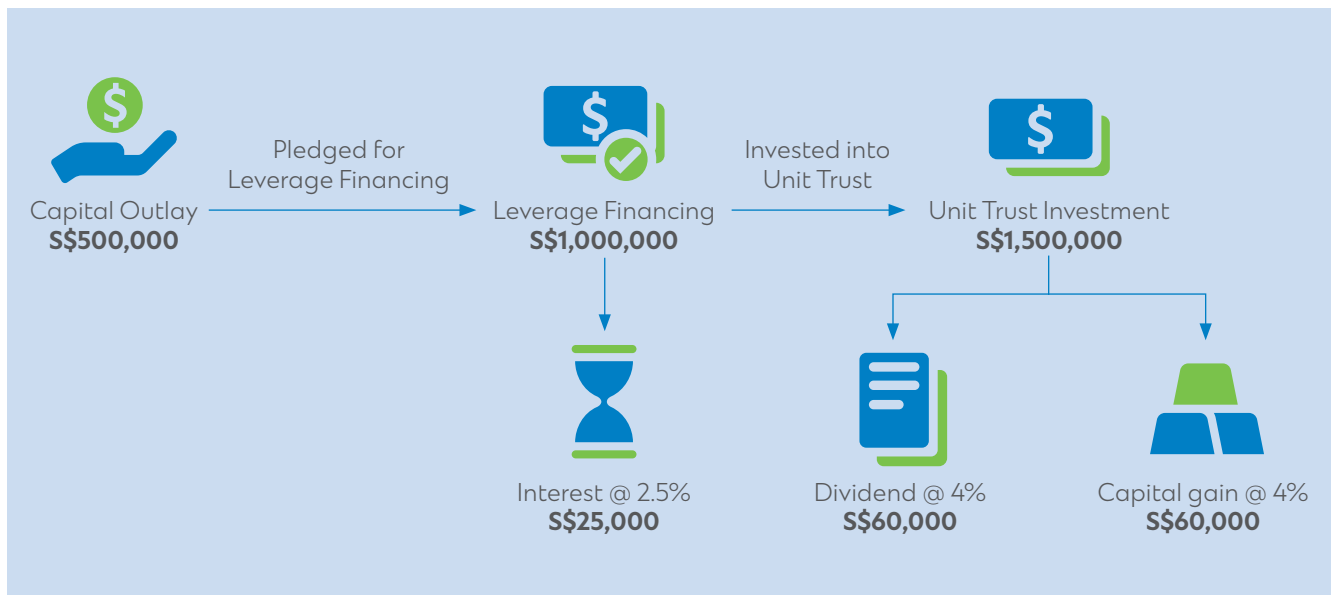 $
Pledged for
Leverage Financing
Capital Outlay
S$500,000
$
Leverage Financing
S$1,000,000
Invested into
Unit Trust
$
Unit Trust Investment
S$1,500,000
Interest @ 2.5%
S$25,000
Dividend @ 4%
S$60,000
Capital gain @ 4%
S$60,000